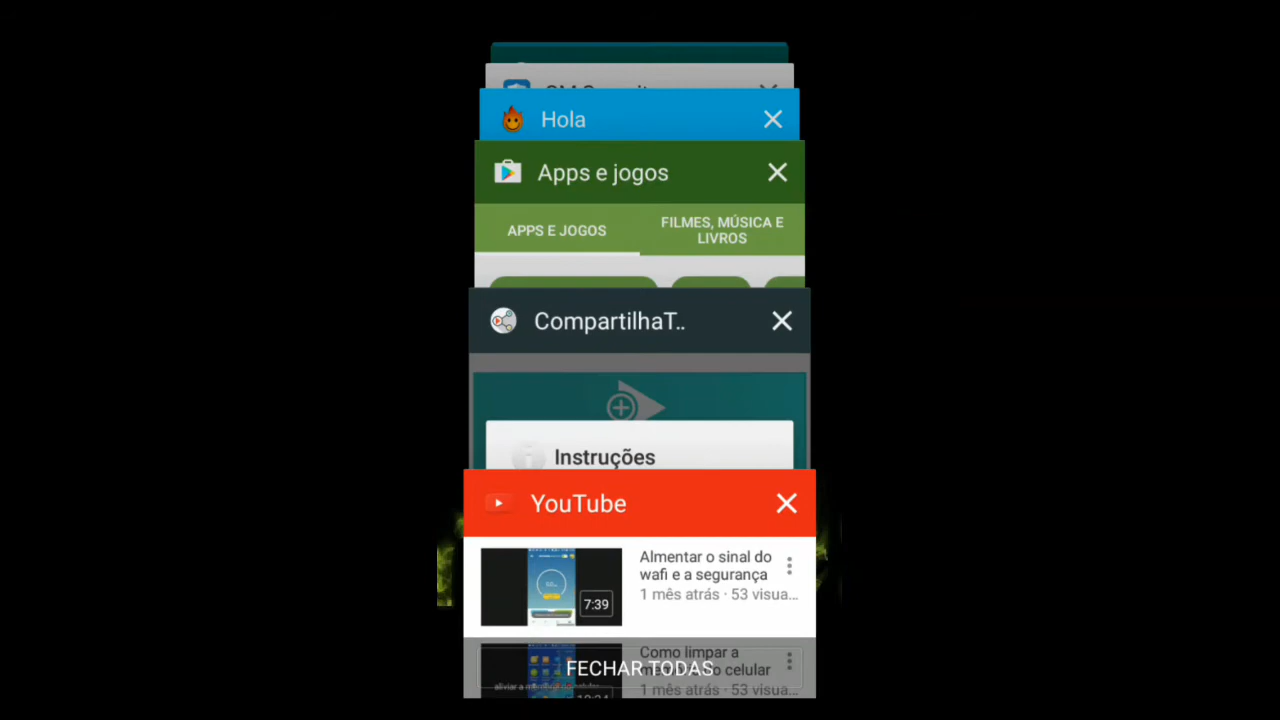 Hola
Apps e jogos
APPS E JOGOS
FILMES, MÚSICA E
LIVROS
CompartilhaT..
Instruções
YouTube
Almentar o sinal do
wafi e a segurança
1 mês atrás · 53 visua...
7:39
Como limpar a
celular
1 mês atrás · 53 visua...
FECHAR TODAS